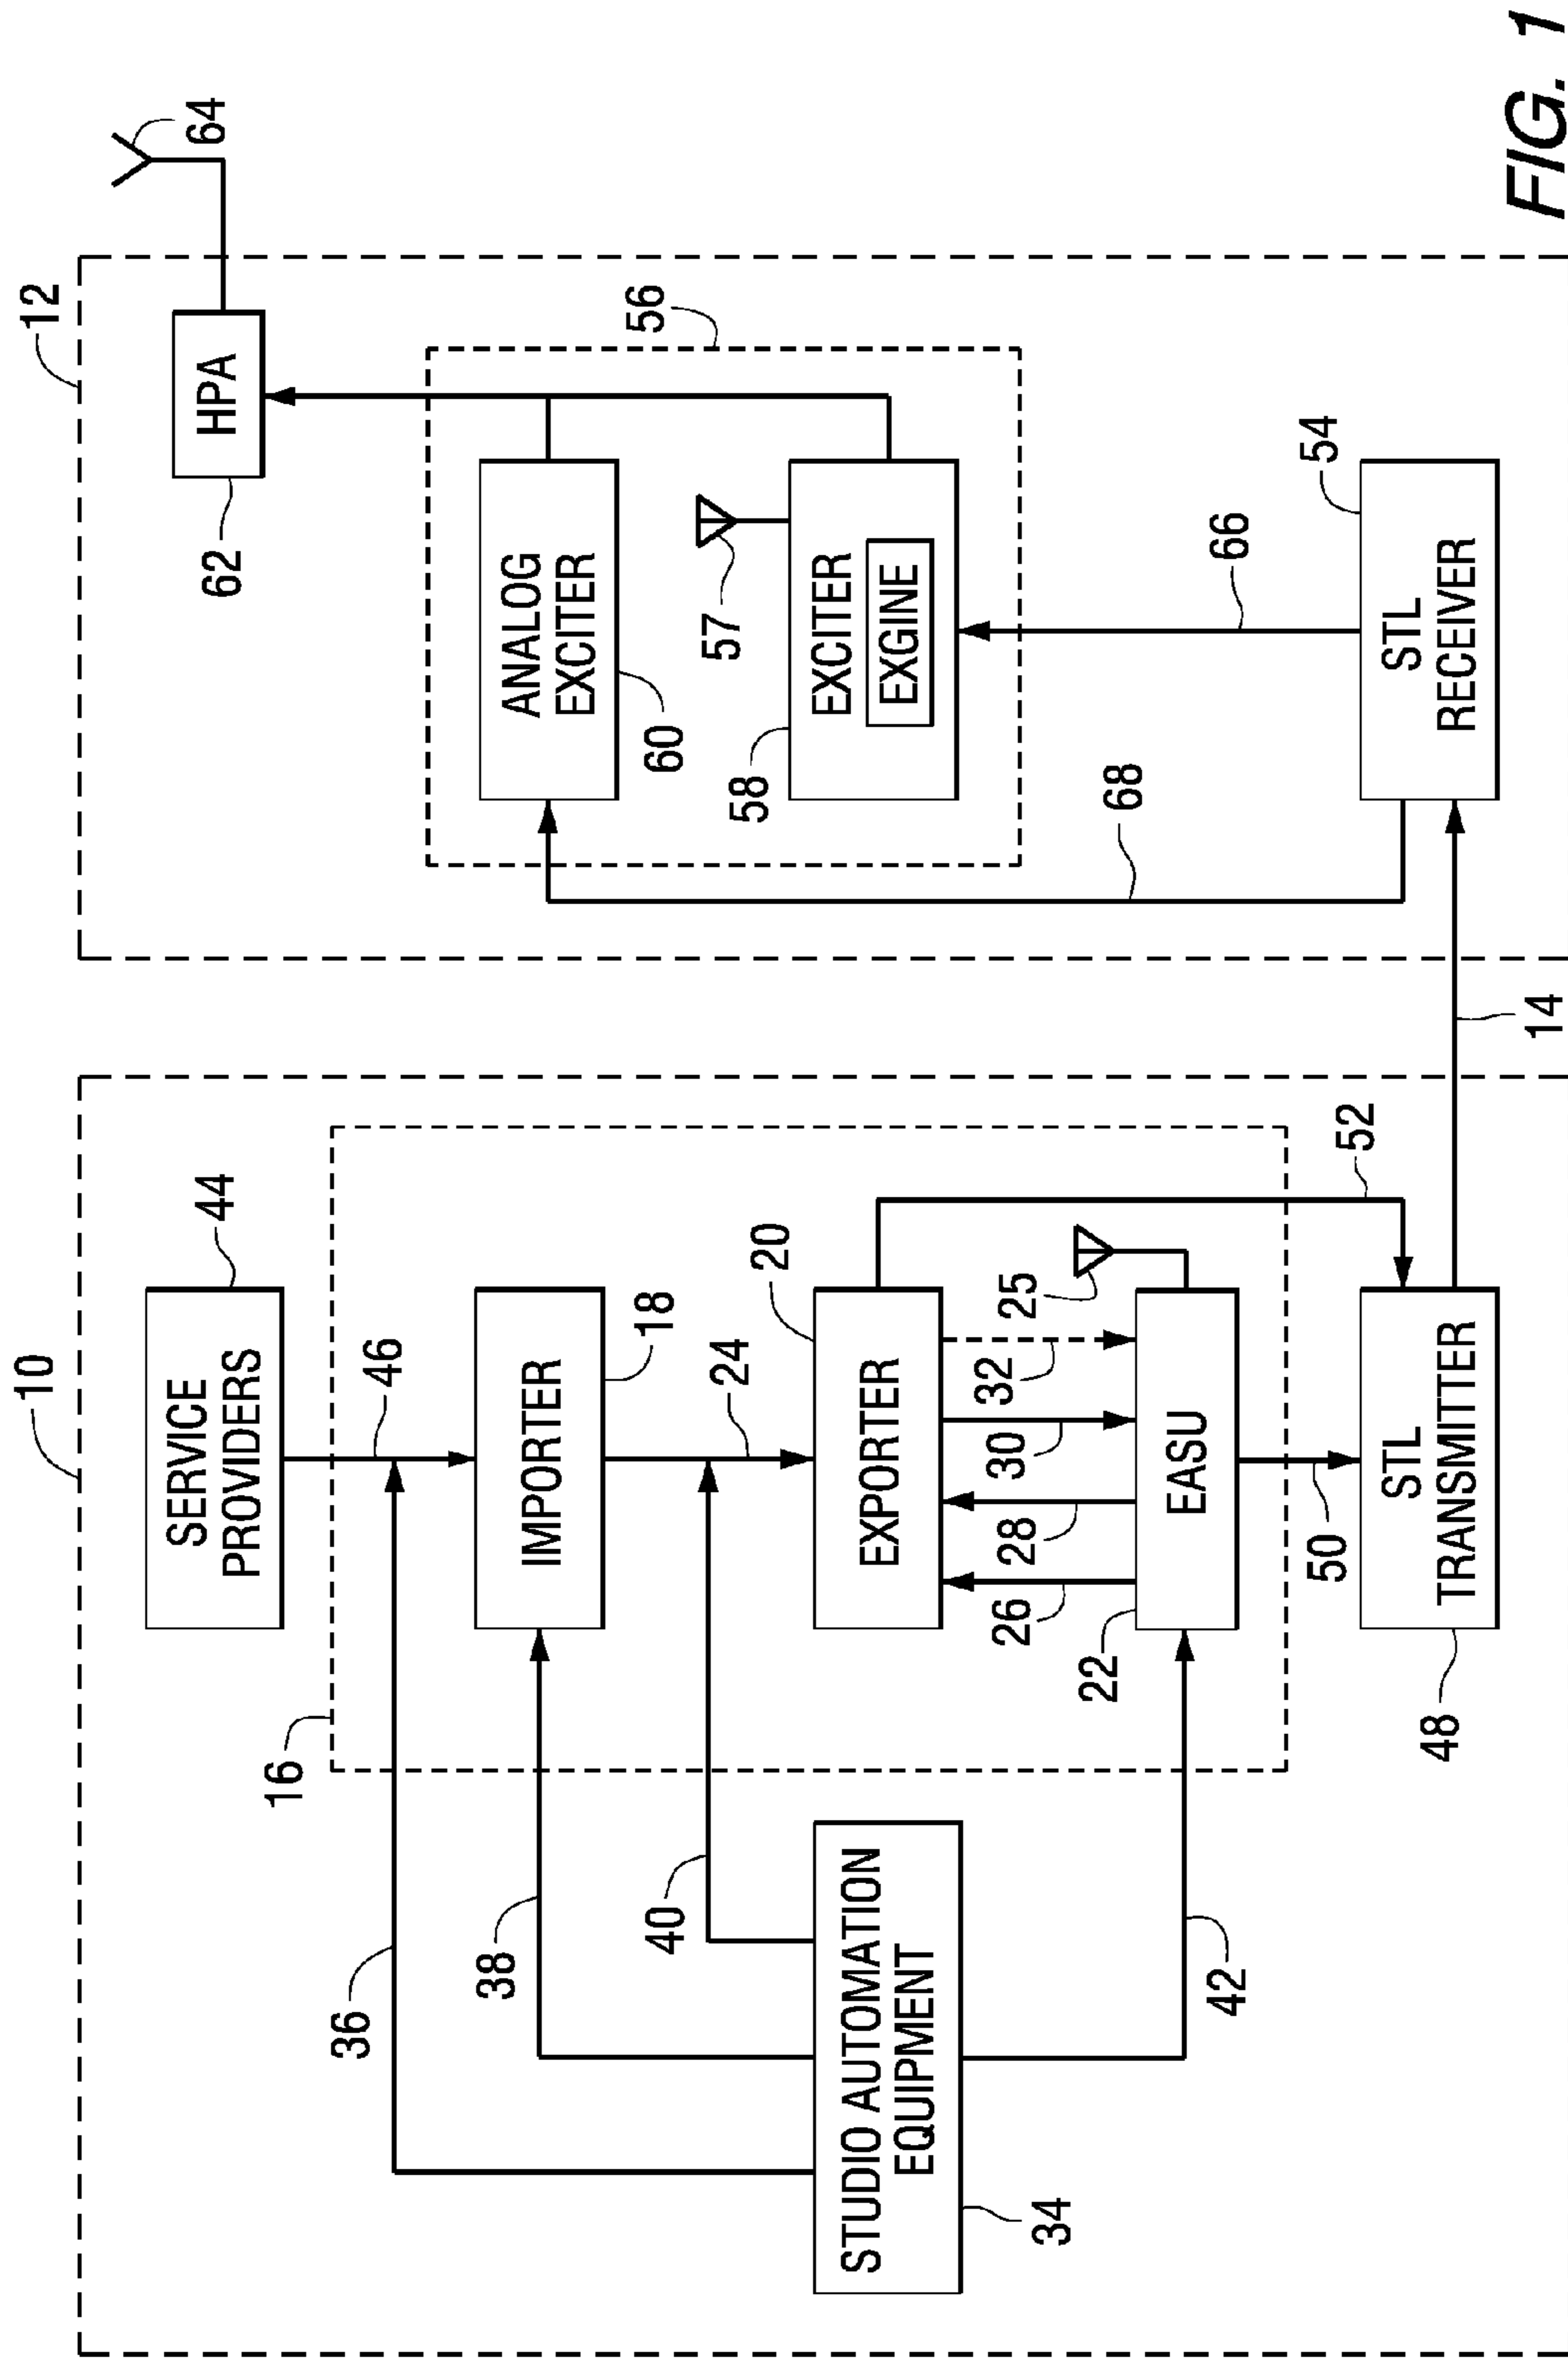 10
12
SERVICE
PROVIDERS
44
46
36
16
38
IMPORTER
18
40
24
STUDIO AUTOMATION
EQUIPMENT
34
EXPORTER
20
26
28
30
32
25
22
EASU
42
50
52
STL
TRANSMITTER
48
14
HPA
62
64
56
ANALOG
EXCITER
60
57
EXCITER
EXGINE
58
66
68
STL
RECEIVER
54
FIG. 1